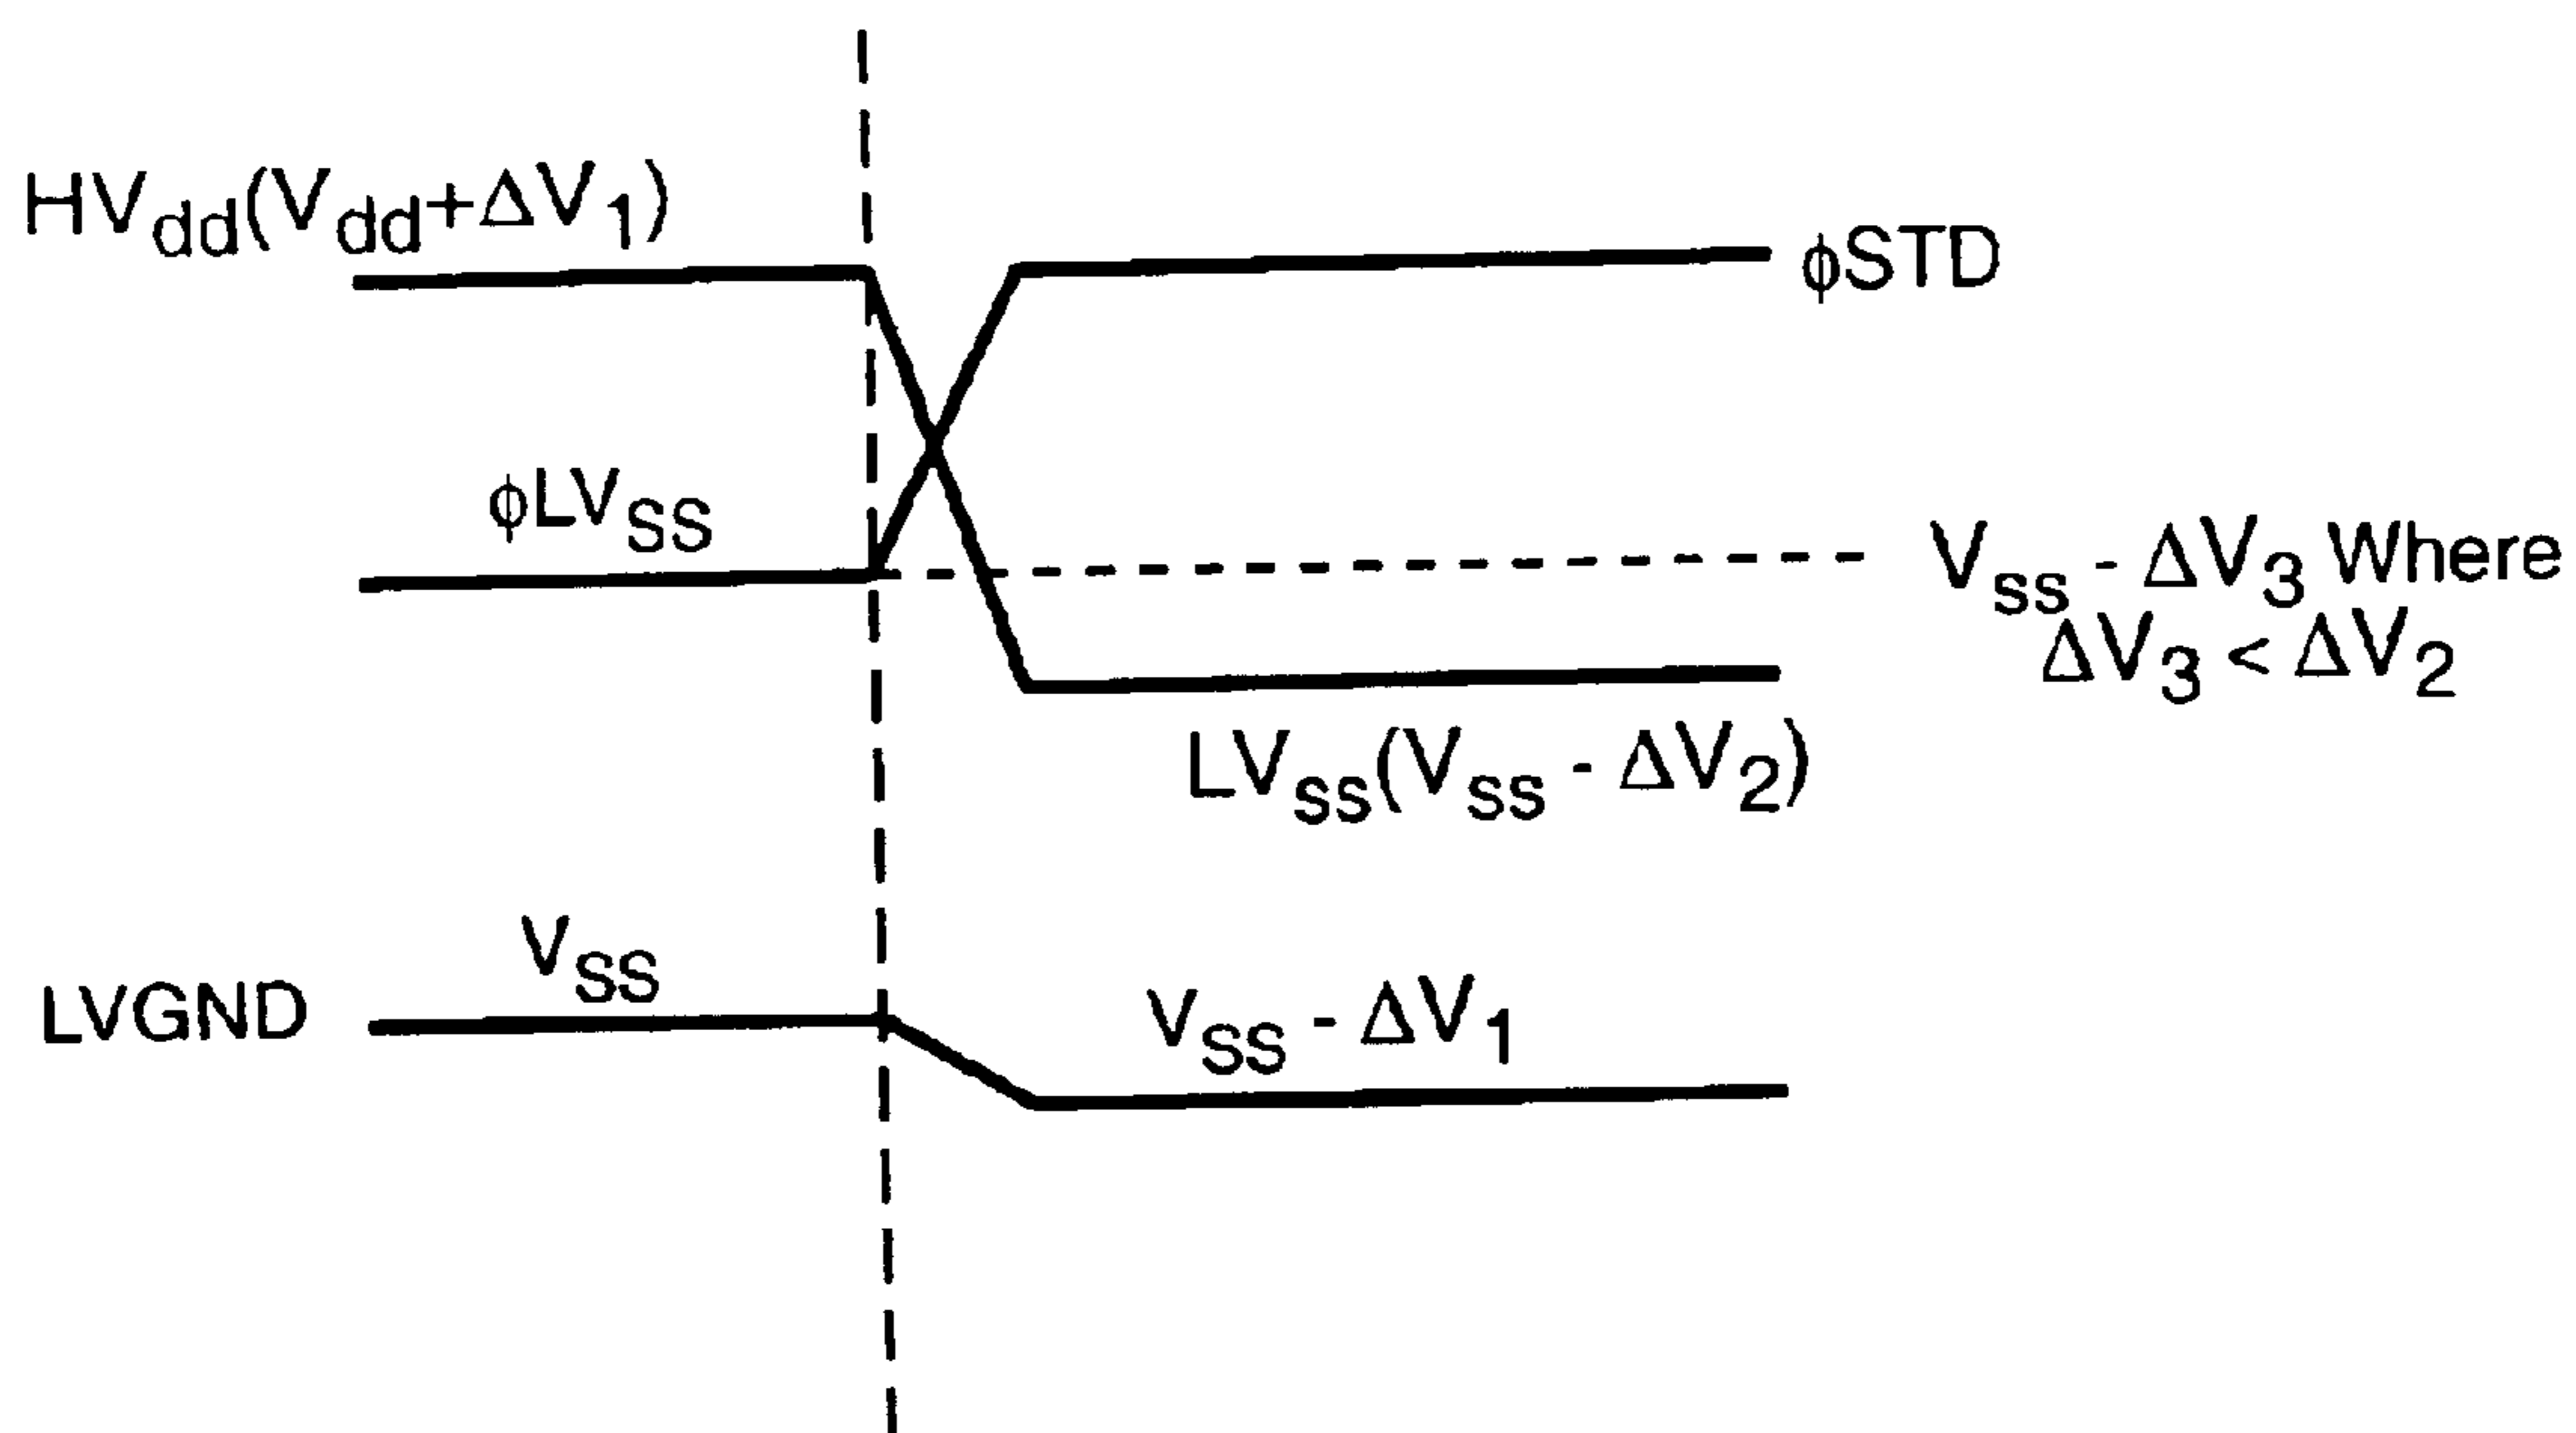 HVdd(Vdd+ΔV1)
ϕSTD
ϕLVSS
Vss - ΔV3 Where
ΔV3 < ΔV2
LVss(Vss - ΔV2)
VSS
LVGND
VSS - ΔV1